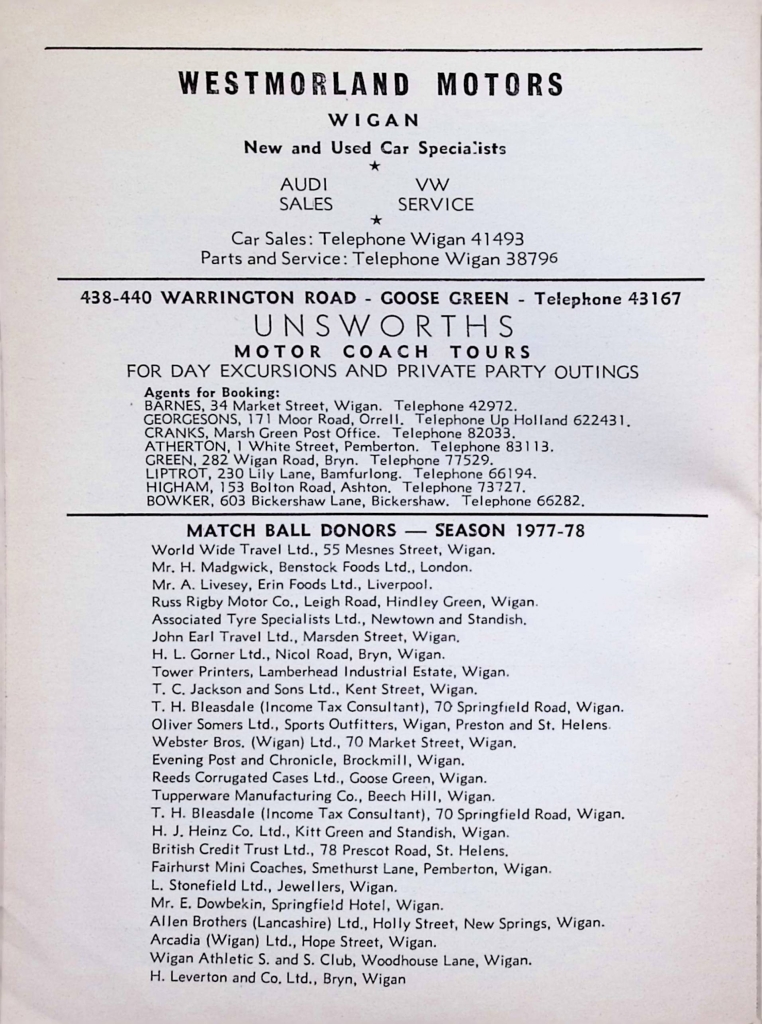 WESTMORLAND MOTORS
WIGAN
New and Used Car Specialists
★
AUDI VW
SALES SERVICE
★
Car Sales: Telephone Wigan 41493
Parts and Service: Telephone Wigan 38796
438-440 WARRINGTON ROAD - GOOSE GREEN - Telephone 43167
UNSWORTHS
MOTOR COACH TOURS
FOR DAY EXCURSIONS AND PRIVATE PARTY OUTINGS
Agents for Booking:
BARNES, 34 Market Street, Wigan. Telephone 42972.
GEORGESONS, 171 Moor Road, Orrell. Telephone Up Holland 622431.
CRANKS, Marsh Green Post Office. Telephone 82033.
ATHERTON, 1 White Street, Pemberton. Telephone 83113.
GREEN, 282 Wigan Road, Bryn. Telephone 77529.
LIPTROT, 230 Lily Lane, Bamfurlong. Telephone 66194.
HIGHAM, 153 Bolton Road, Ashton. Telephone 73727.
BOWKER, 603 Bickershaw Lane, Bickershaw. Telephone 66282.
MATCH BALL DONORS — SEASON 1977-78
World Wide Travel Ltd., 55 Mesnes Street, Wigan.
Mr. H. Madgwick, Benstock Foods Ltd., London.
Mr. A. Livesey, Erin Foods Ltd., Liverpool.
Russ Rigby Motor Co., Leigh Road, Hindley Green, Wigan.
Associated Tyre Specialists Ltd., Newtown and Standish.
John Earl Travel Ltd., Marsden Street, Wigan.
H. L. Gorner Ltd., Nicol Road, Bryn, Wigan.
Tower Printers, Lamberhead Industrial Estate, Wigan.
T. C. Jackson and Sons Ltd., Kent Street, Wigan.
T. H. Bleasdale (Income Tax Consultant), 70 Springfield Road, Wigan.
Oliver Somers Ltd., Sports Outfitters, Wigan, Preston and St. Helens.
Webster Bros. (Wigan) Ltd., 70 Market Street, Wigan.
Evening Post and Chronicle, Brockmill, Wigan.
Reeds Corrugated Cases Ltd., Goose Green, Wigan.
Tupperware Manufacturing Co., Beech Hill, Wigan.
T. H. Bleasdale (Income Tax Consultant), 70 Springfield Road, Wigan.
H. J. Heinz Co. Ltd., Kitt Green and Standish, Wigan.
British Credit Trust Ltd., 78 Prescot Road, St. Helens.
Fairhurst Mini Coaches, Smethurst Lane, Pemberton, Wigan.
L. Stonefield Ltd., Jewellers, Wigan.
Mr. E. Dowbekin, Springfield Hotel, Wigan.
Allen Brothers (Lancashire) Ltd., Holly Street, New Springs, Wigan.
Arcadia (Wigan) Ltd., Hope Street, Wigan.
Wigan Athletic S. and S. Club, Woodhouse Lane, Wigan.
H. Leverton and Co. Ltd., Bryn, Wigan